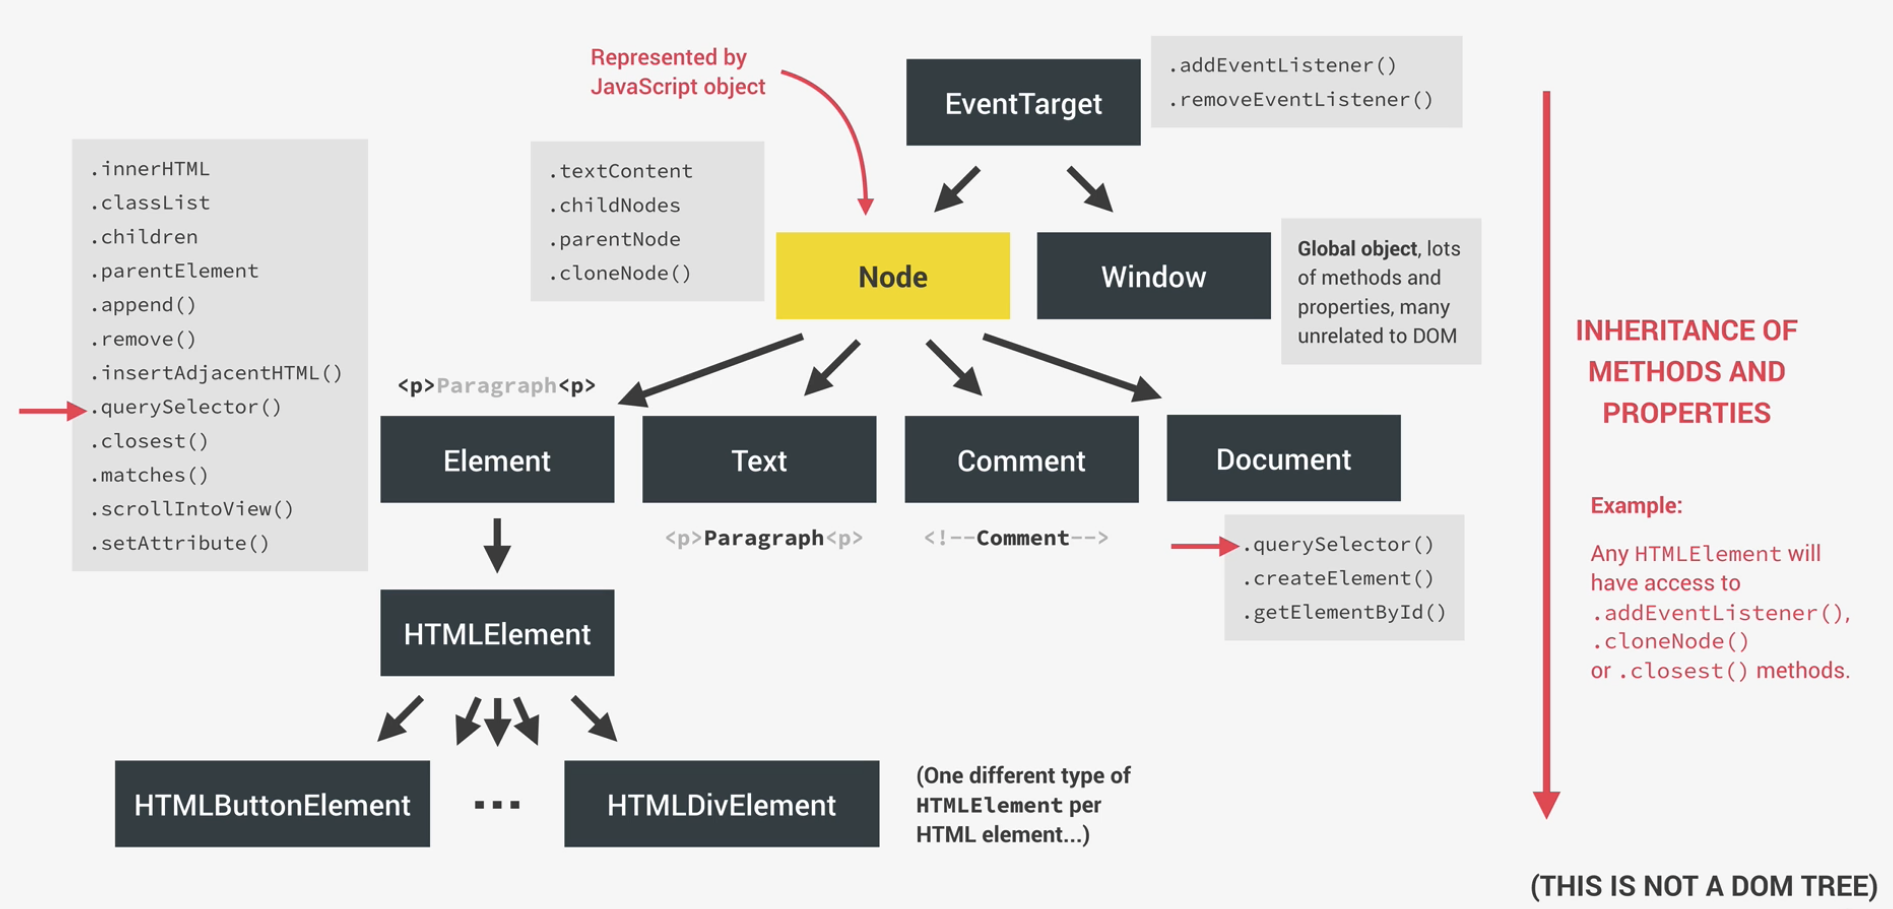 Represented by
JavaScript object
EventTarget
.addEventListener()
.removeEventListener()
.innerHTML
.classList
.children
.parentElement
.append()
.remove()
.insertAdjacentHTML()
.querySelector()
.closest()
.matches()
.scrollIntoView()
.setAttribute()
.textContent
.childNodes
.parentNode
.cloneNode()
Node
Window
Global object, lots
of methods and
properties, many
unrelated to DOM
<p>Paragraph<p>
Element
Text
Comment
Document
<p>Paragraph<p>
<!--Comment-->
.querySelector()
.createElement()
.getElementById()
HTMLElement
HTMLButtonElement
...
HTMLDivElement
(One different type of
HTMLElement per
HTML element...)
INHERITANCE OF
METHODS AND
PROPERTIES
Example:
Any HTMLElement will
have access to
.addEventListener(),
.cloneNode()
or .closest() methods.
(THIS IS NOT A DOM TREE)